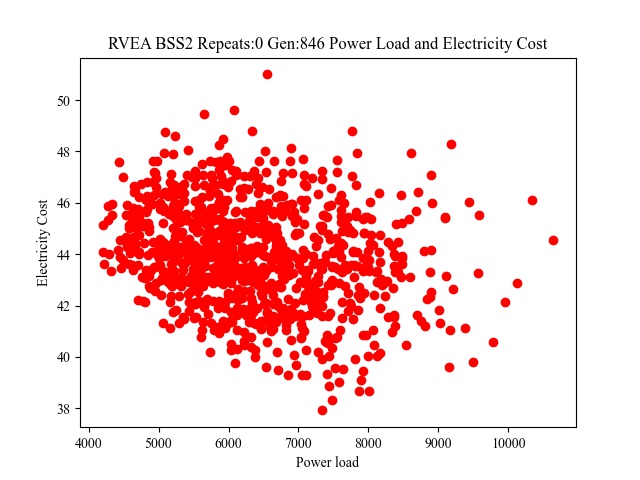 RVEA BSS2 Repeats:0 Gen:846 Power Load and Electricity Cost
50
48
46
44
42
40
38
Electricity Cost
4000 5000 6000 7000 8000 9000 10000
Power load